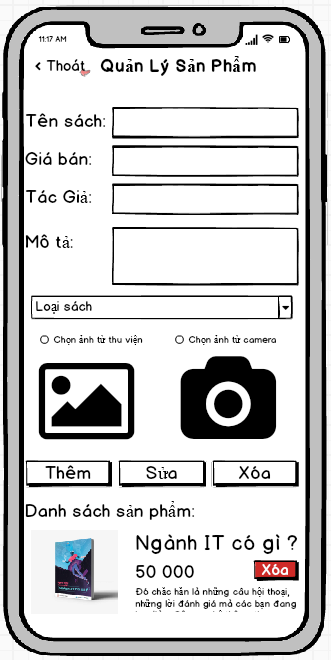 11:17 AM
< Thoát
Quản Lý Sản Phẩm
Tên sách:
Giá bán:
Tác Giả:
Mô tả:
Loại sách
Chọn ảnh từ thu viện
Chọn ảnh từ camera
Thêm
Sửa
Xóa
Danh sách sản phẩm:
Ngành IT có gì ?
50 000
Xóa
Đó chắc hẳn là những câu hội thoại,
những lời đánh giá mà các bạn đang